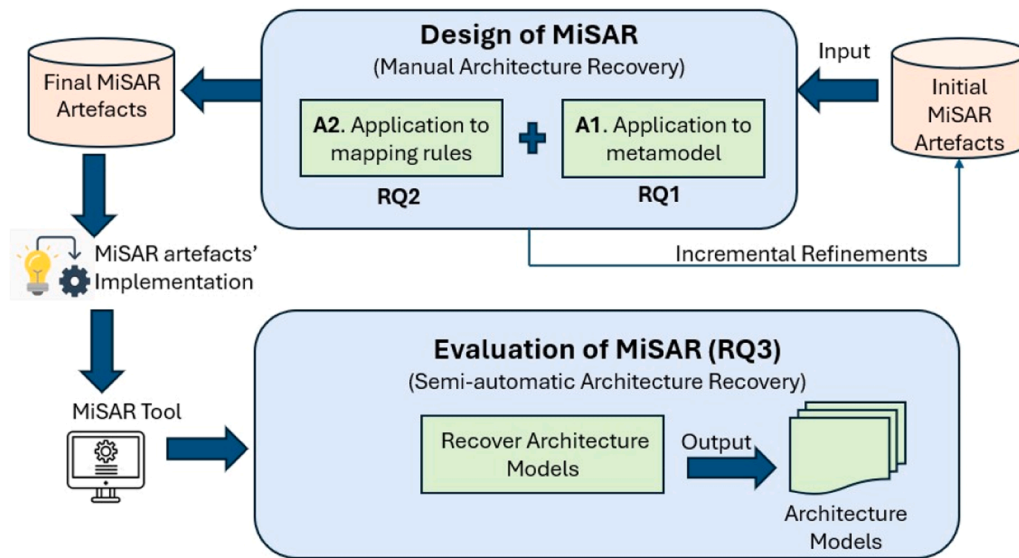 Design of MiSAR
(Manual Architecture Recovery)
Final MiSAR
Artefacts
Input
Initial
MiSAR
Artefacts
A2. Application to
mapping rules
A1. Application to
metamodel
RQ2
RQ1
Incremental Refinements
MiSAR artefacts’
Implementation
Evaluation of MiSAR (RQ3)
(Semi-automatic Architecture Recovery)
MiSAR Tool
Recover Architecture
Models
Output
Architecture
Models